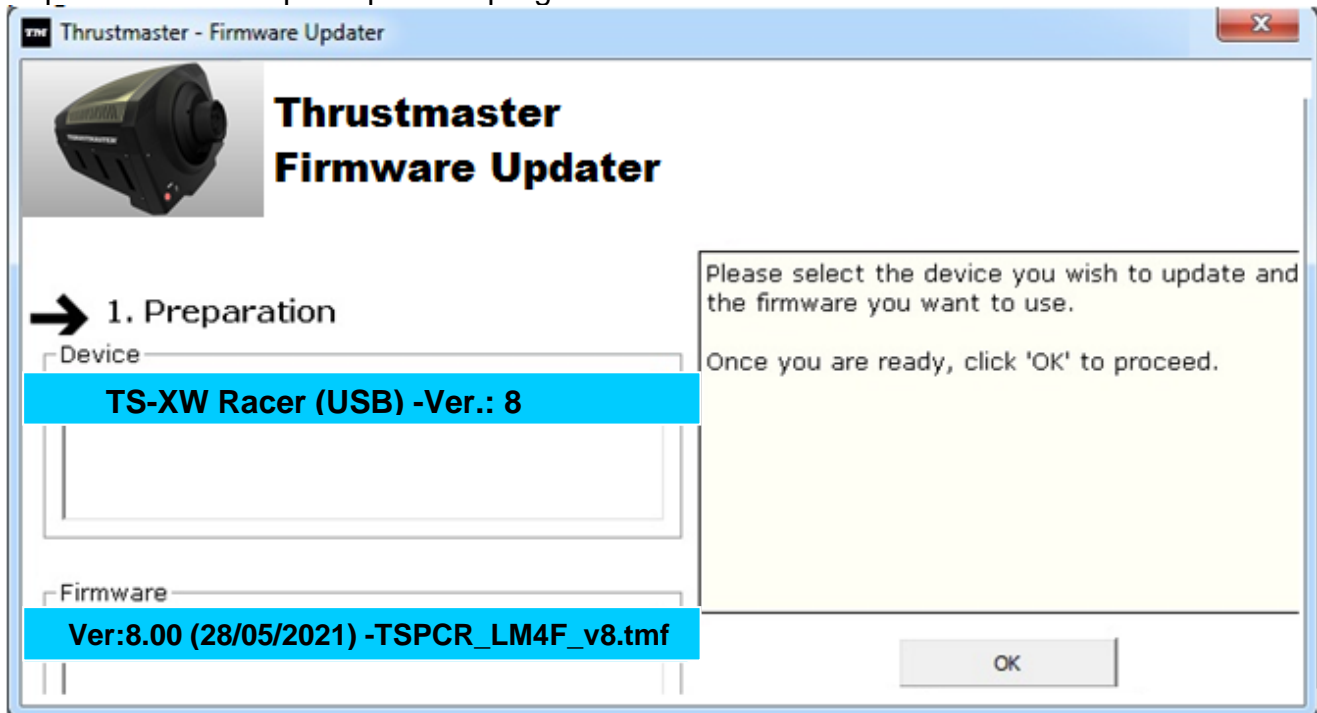 Thrustmaster - Firmware Updater
Thrustmaster
Firmware Updater
1. Preparation
Device
TS-XW Racer (USB) -Ver.: 8
Firmware
Ver:8.00 (28/05/2021) -TSPCR_LM4F_v8.tmf
Please select the device you wish to update and
the firmware you want to use.
Once you are ready, click 'OK' to proceed.
OK